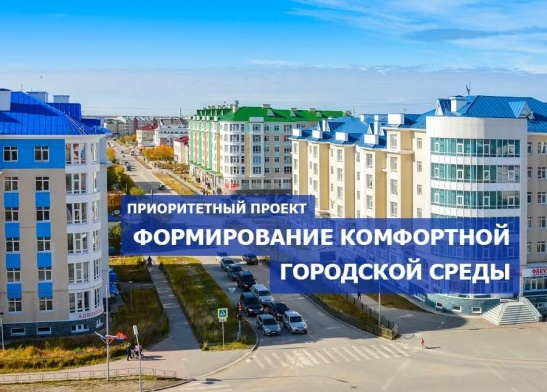 ПРИОРИТЕТНЫЙ ПРОЕКТ
ФОРМИРОВАНИЕ КОМФОРТНОЙ
ГОРОДСКОЙ СРЕДЫ